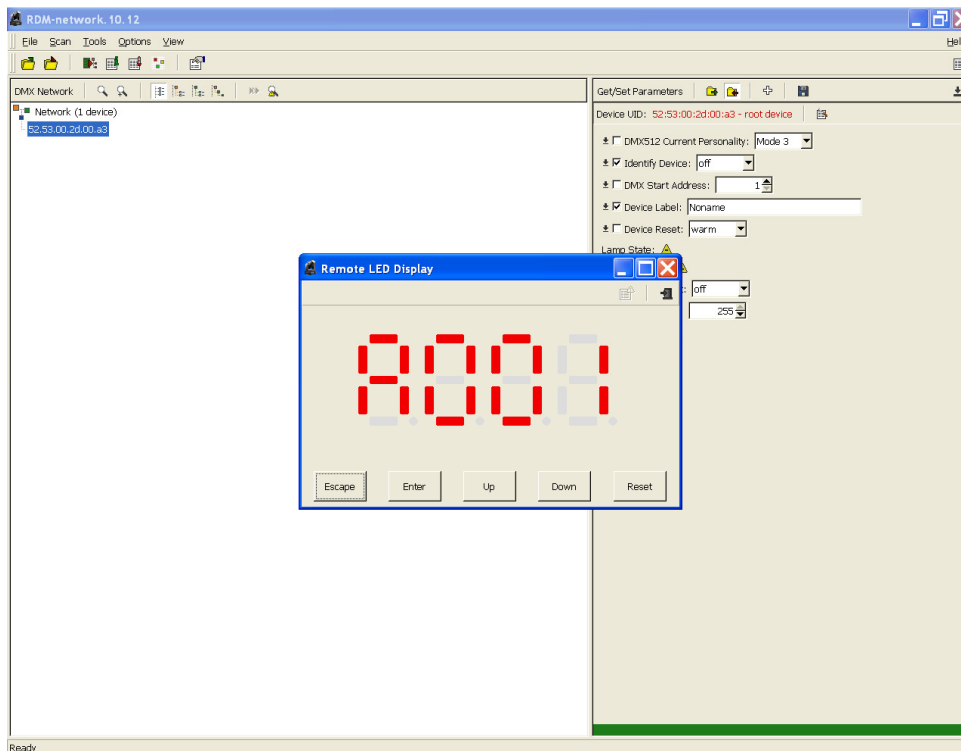 RDM-network.10.12
File Scan Tools Options View Hel
DMX Network
Get/Set Parameters
Network (1 device)
52.53.00.2d.00.a3
Device UID: 52:53:00:2d:00:a3 - root device
DMX512 Current Personality: Mode 3
Identify Device: off
DMX Start Address: 1
Device Label: Noname
Device Reset: warm
Lamp State:
: off
255
Remote LED Display
A001
Escape Enter Up Down Reset
Ready